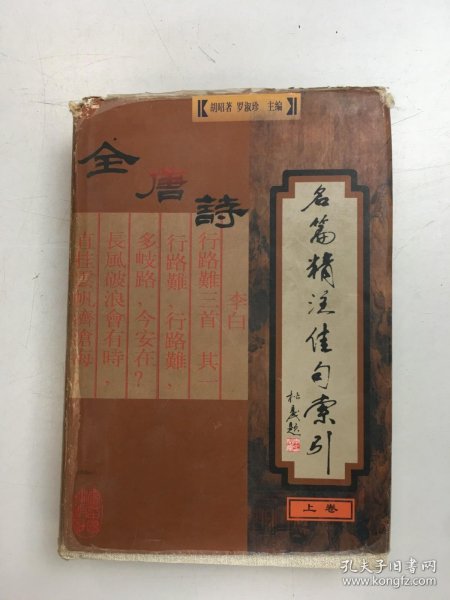 胡昭著 罗淑珍 主编
全唐詩
名篇精注佳句索引
李白
行路難三首 其一
行路難,行路難,
多岐路,今安在?
長風破浪會有時,
直挂雲帆濟滄海
上卷
孔夫子旧书网
www.kongfz.com